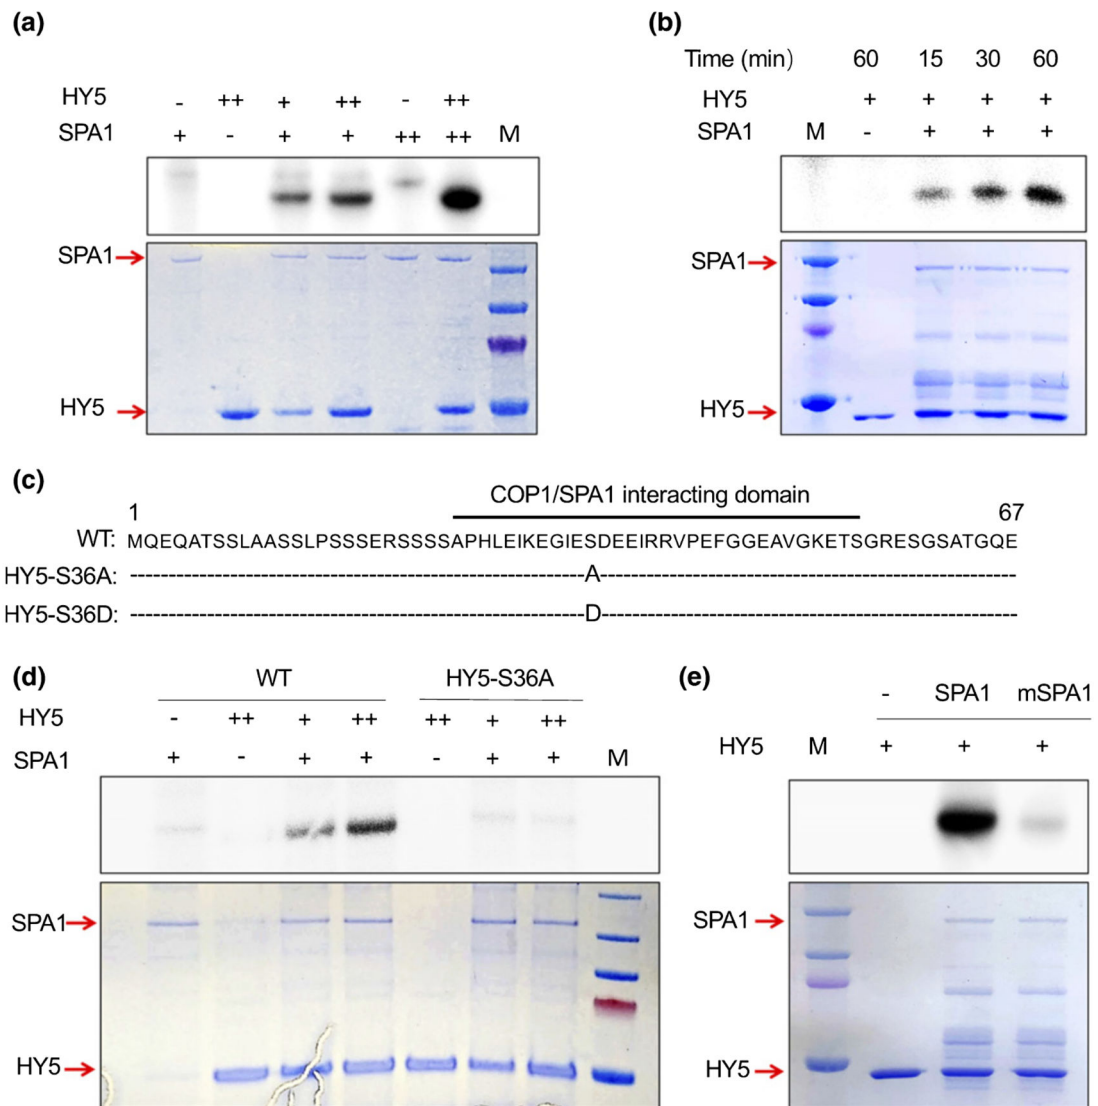 (a)
HY5 - ++ + ++ - ++
SPA1 + - + + ++ ++ M
SPA1
HY5
(b)
Time (min) 60 15 30 60
HY5 + + + +
SPA1 M - + + +
SPA1
HY5
(c)
COP1/SPA1 interacting domain
1 67
WT: MQEQATSSLAASSLPSSSERSSSSAPHLEIKEGIESDEEIRRVPEFGGEAVGKETSGRESGSATGQE
HY5-S36A: A
HY5-S36D: D
(d)
WT HY5-S36A
HY5 - ++ + ++ ++ + ++
SPA1 + - + + - + + M
SPA1
HY5
(e)
- SPA1 mSPA1
HY5 M + + +
SPA1
HY5